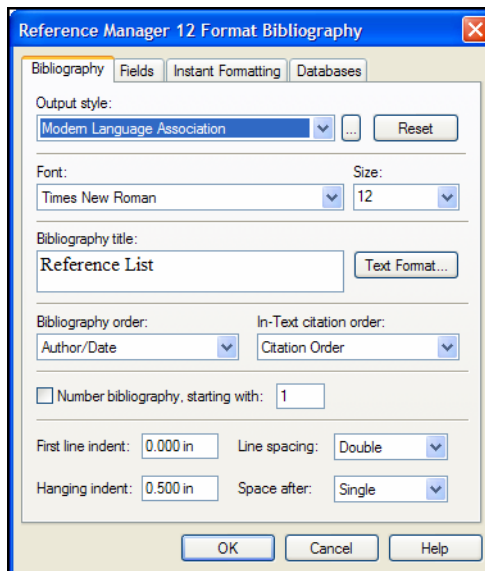 Reference Manager 12 Format Bibliography
Bibliography Fields Instant Formatting Databases
Output style:
Modern Language Association ... Reset
Font: Size:
Times New Roman 12
Bibliography title:
Reference List Text Format...
Bibliography order: In-Text citation order:
Author/Date Citation Order
Number bibliography, starting with: 1
First line indent: 0.000 in Line spacing: Double
Hanging indent: 0.500 in Space after: Single
OK Cancel Help